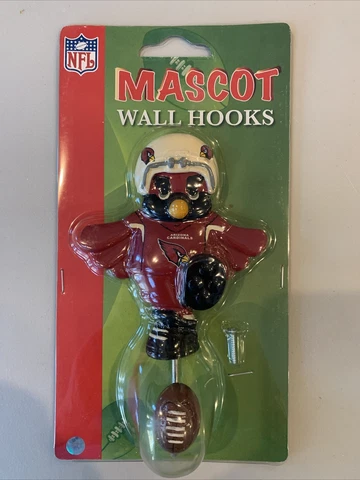 NFL
MASCOT
WALL HOOKS
ARIZONA
CARDINALS